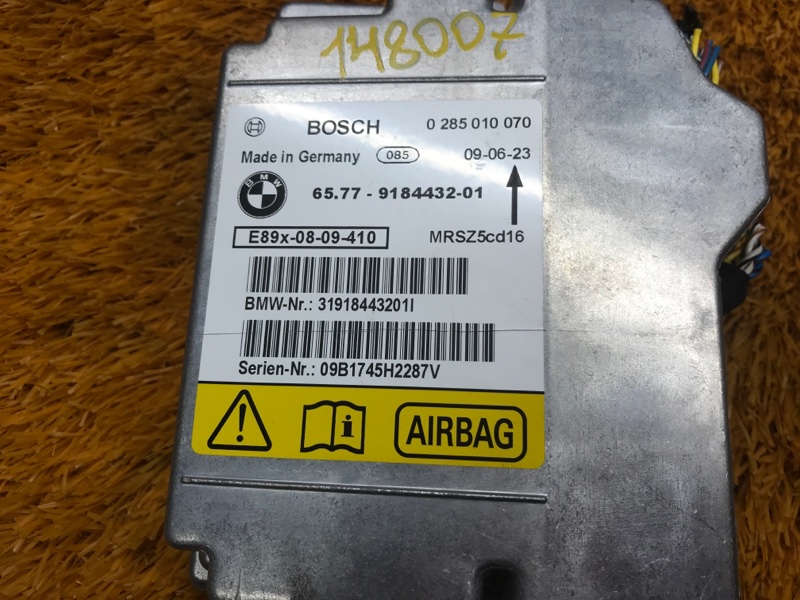 148007
BOSCH 0 285 010 070
Made in Germany 085 09-06-23
BMW 65.77 - 9184432-01
E89x-08-09-410 MRSZ5cd16
BMW-Nr.: 31918443201I
Serien-Nr.: 09B1745H2287V
AIRBAG